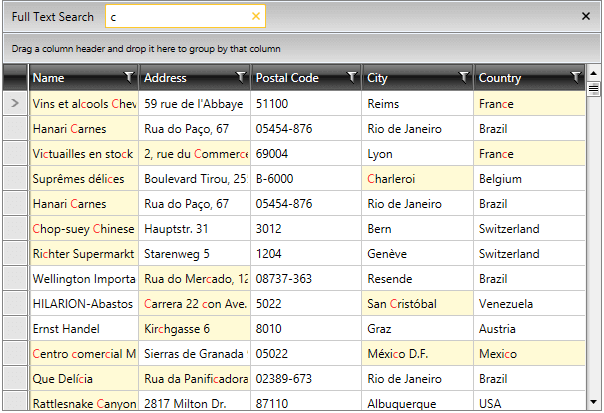 Full Text Search c
Drag a column header and drop it here to group by that column
Name Address Postal Code City Country
Vins et alcools Chev 59 rue de l'Abbaye 51100 Reims France
Hanari Carnes Rua do Paço, 67 05454-876 Rio de Janeiro Brazil
Victuailles en stock 2, rue du Commerce 69004 Lyon France
Suprêmes délices Boulevard Tirou, 25 B-6000 Charleroi Belgium
Hanari Carnes Rua do Paço, 67 05454-876 Rio de Janeiro Brazil
Chop-suey Chinese Hauptstr. 31 3012 Bern Switzerland
Richter Supermarkt Starenweg 5 1204 Genève Switzerland
Wellington Importa Rua do Mercado, 12 08737-363 Resende Brazil
HILARION-Abastos Carrera 22 con Ave. 5022 San Cristóbal Venezuela
Ernst Handel Kirchgasse 6 8010 Graz Austria
Centro comercial M Sierras de Granada 05022 México D.F. Mexico
Que Delícia Rua da Panificadora 02389-673 Rio de Janeiro Brazil
Rattlesnake Canyon 2817 Milton Dr. 87110 Albuquerque USA